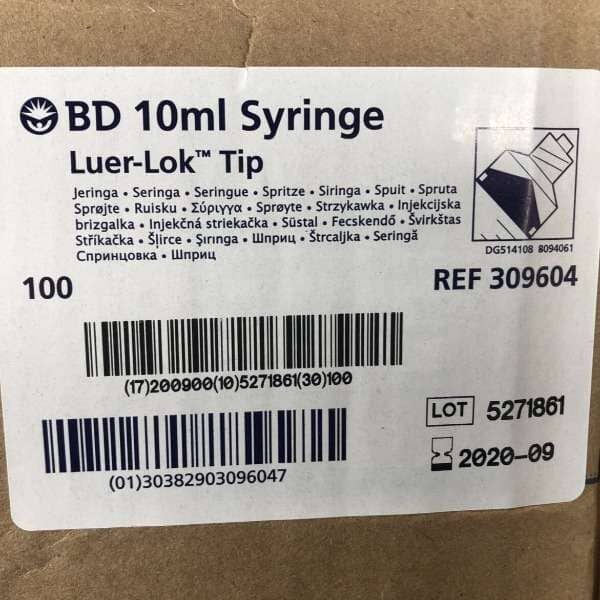 BD 10ml Syringe
Luer-Lok™ Tip
Jeringa • Seringa • Seringue • Spritze • Siringa • Spuit • Spruta
Sprøjte • Ruisku • Σύριγγα • Sprøyte • Strzykawka • Injekcijska
brizgalka • Injekčná striekačka • Süstal • Fecskendő • Švirkštas
Stříkačka • Šļirce • Şırınga • Шприц • Štrcaljka • Seringă
Спринцовка • Шприц
DG514108 8094061
100
REF 309604
(17)200900(10)5271861(30)100
LOT 5271861
2020-09
(01)30382903096047